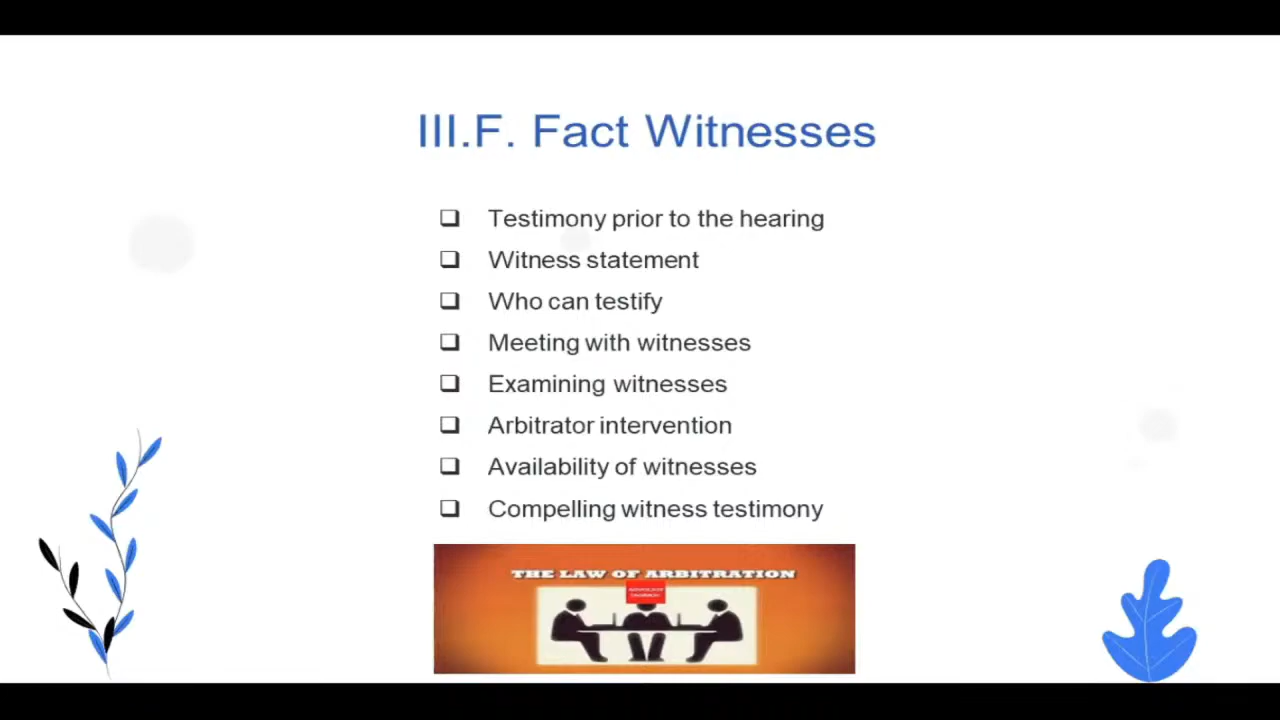 III.F. Fact Witnesses
❑ Testimony prior to the hearing
❑ Witness statement
❑ Who can testify
❑ Meeting with witnesses
❑ Examining witnesses
❑ Arbitrator intervention
❑ Availability of witnesses
❑ Compelling witness testimony
THE LAW OF ARBITRATION